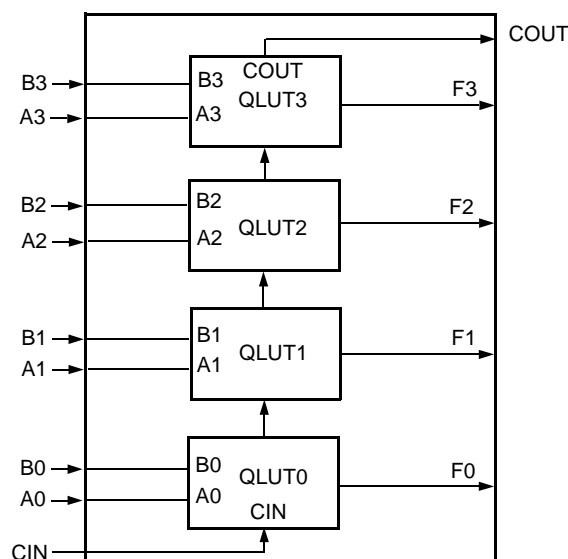 COUT
B3
B3
COUT
QLUT3
F3
A3
A3
B2
B2
QLUT2
F2
A2
A2
B1
B1
QLUT1
F1
A1
A1
B0
B0
QLUT0
F0
A0
A0
CIN
CIN